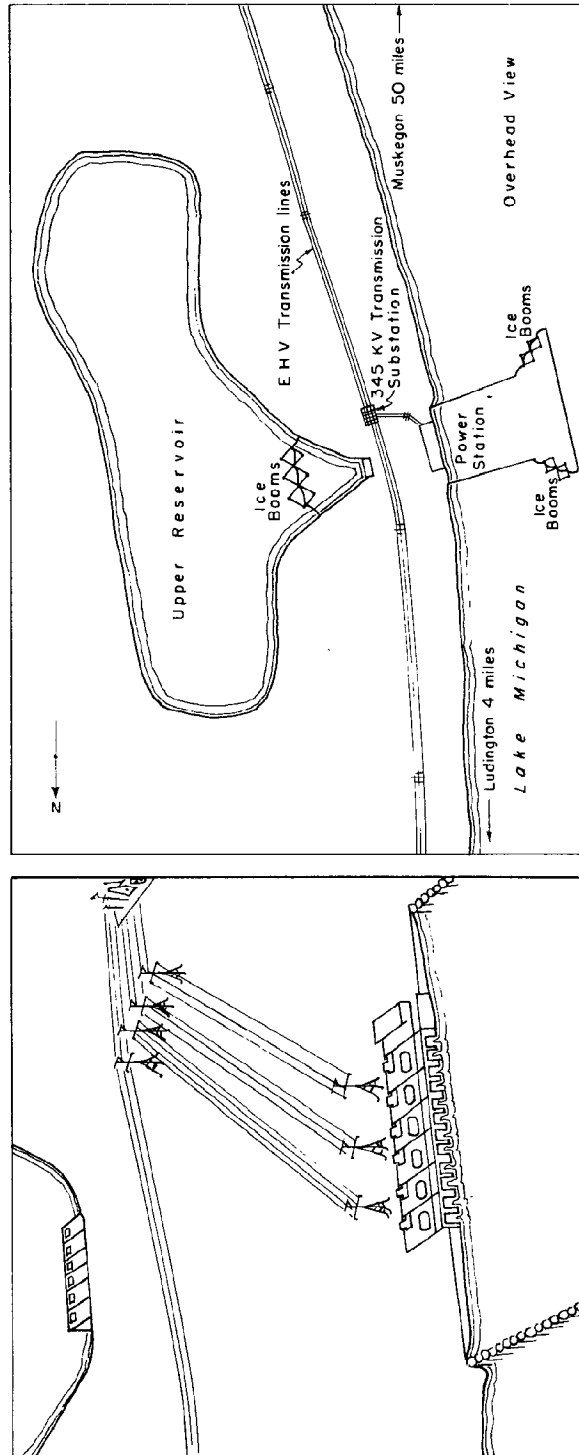 N
Upper Reservoir
Ice
Booms
EHV Transmission lines
345 KV Transmission
Substation
Muskegon 50 miles
Power
Station
Ice
Booms
Ice
Booms
Ludington 4 miles
Lake Michigan
Overhead View